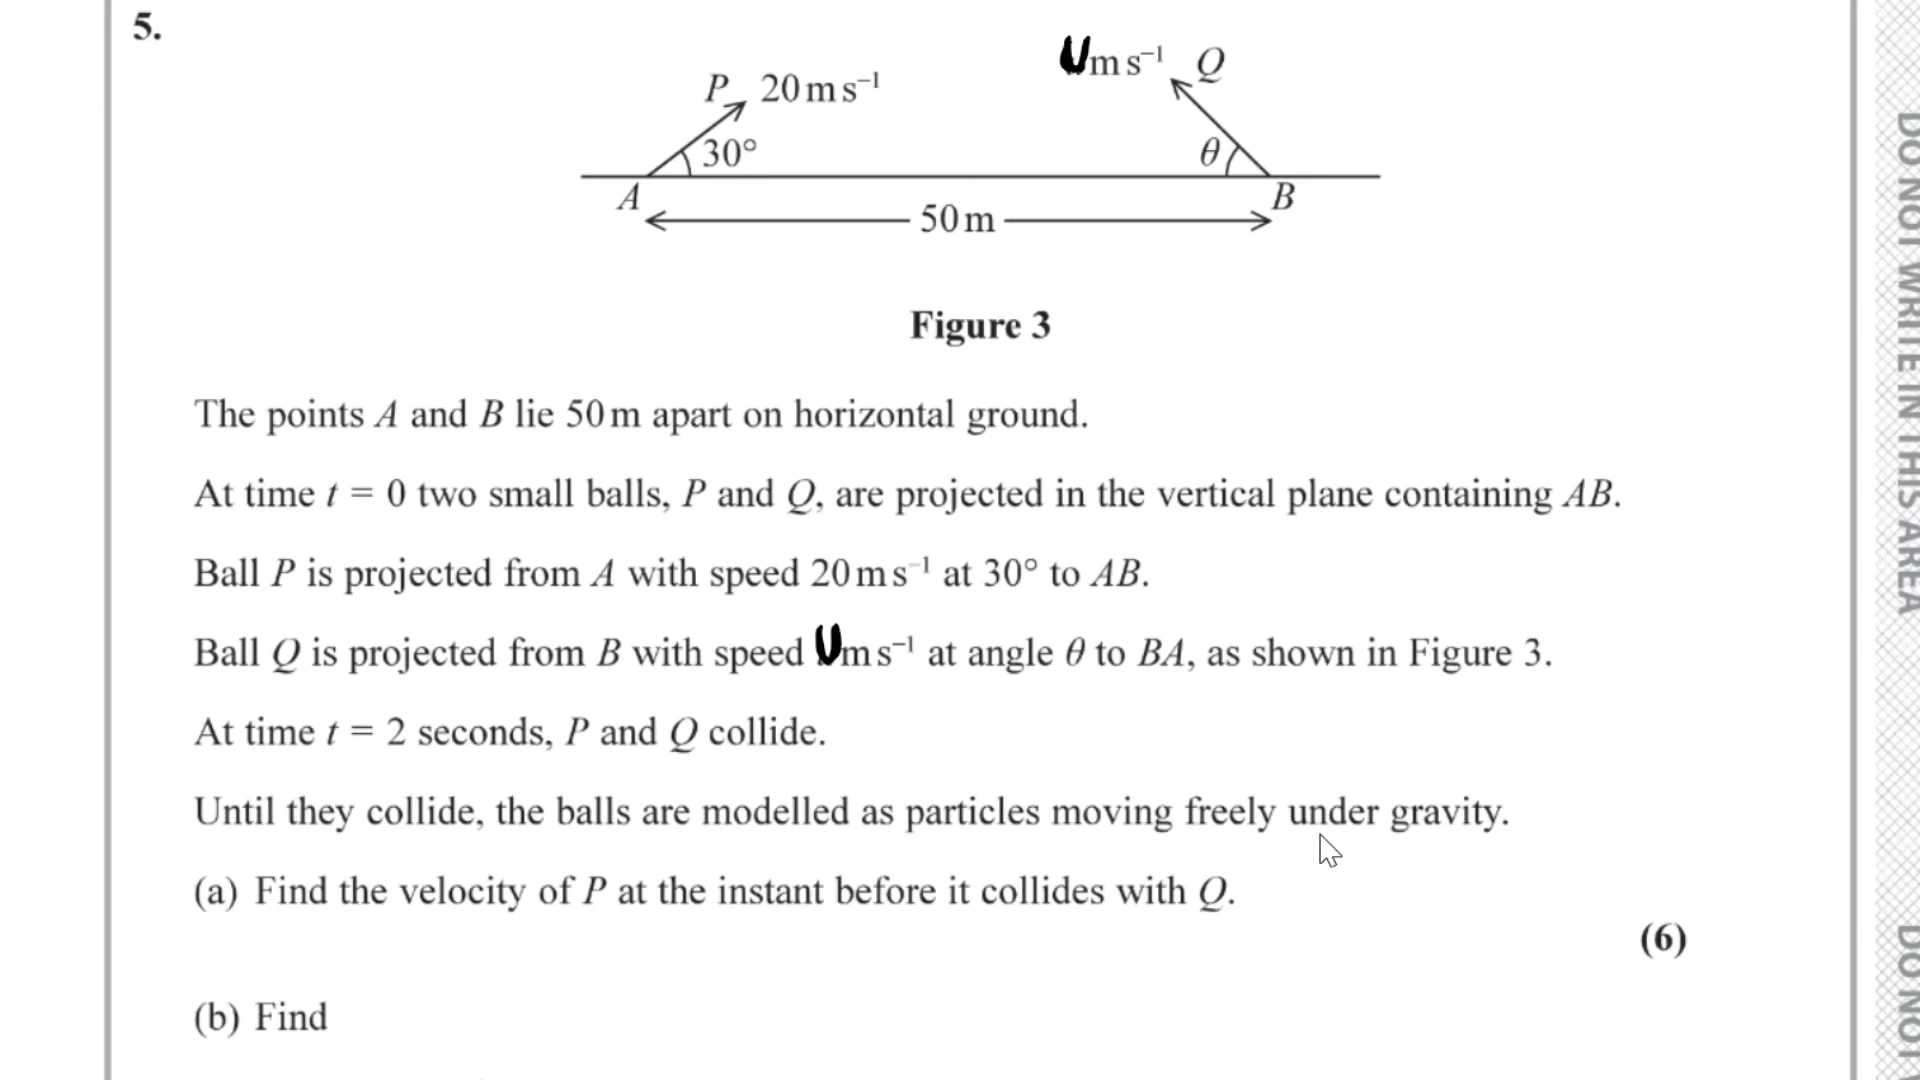 5.
U m s⁻¹ Q
P 20 m s⁻¹
30°
θ
A
B
50 m
Figure 3
The points A and B lie 50 m apart on horizontal ground.
At time t = 0 two small balls, P and Q, are projected in the vertical plane containing AB.
Ball P is projected from A with speed 20 m s⁻¹ at 30° to AB.
Ball Q is projected from B with speed U m s⁻¹ at angle θ to BA, as shown in Figure 3.
At time t = 2 seconds, P and Q collide.
Until they collide, the balls are modelled as particles moving freely under gravity.
(a) Find the velocity of P at the instant before it collides with Q.
(6)
(b) Find
DO NOT WRITE IN THIS AREA
DO NOT